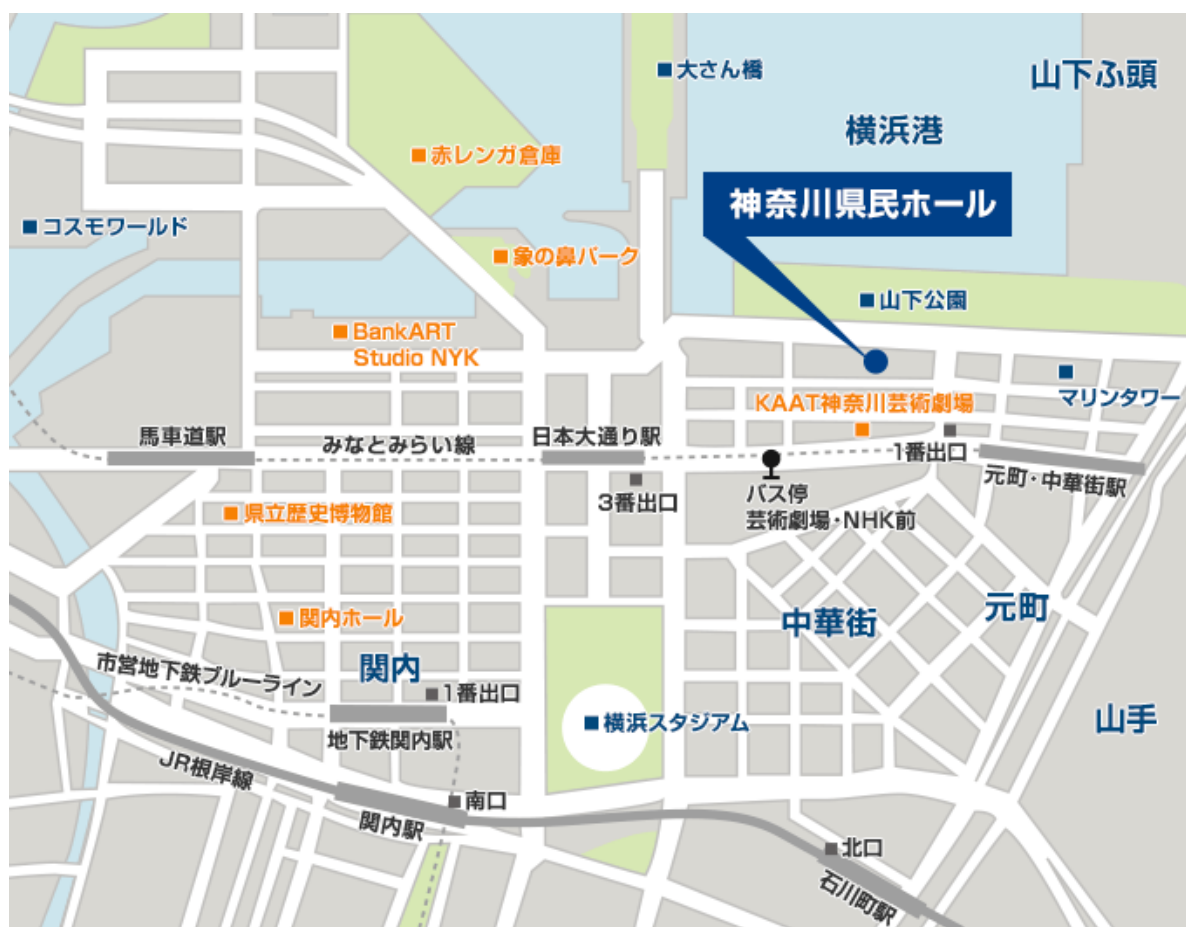 大さん橋
山下ふ頭
横浜港
赤レンガ倉庫
神奈川県民ホール
コスモワールド
象の鼻パーク
山下公園
BankART
Studio NYK
マリンタワー
KAAT神奈川芸術劇場
馬車道駅
みなとみらい線
日本大通り駅
1番出口
元町・中華街駅
3番出口
バス停
芸術劇場・NHK前
県立歴史博物館
関内ホール
中華街
元町
市営地下鉄ブルーライン
関内
1番出口
横浜スタジアム
山手
地下鉄関内駅
JR根岸線
南口
関内駅
北口
石川町駅